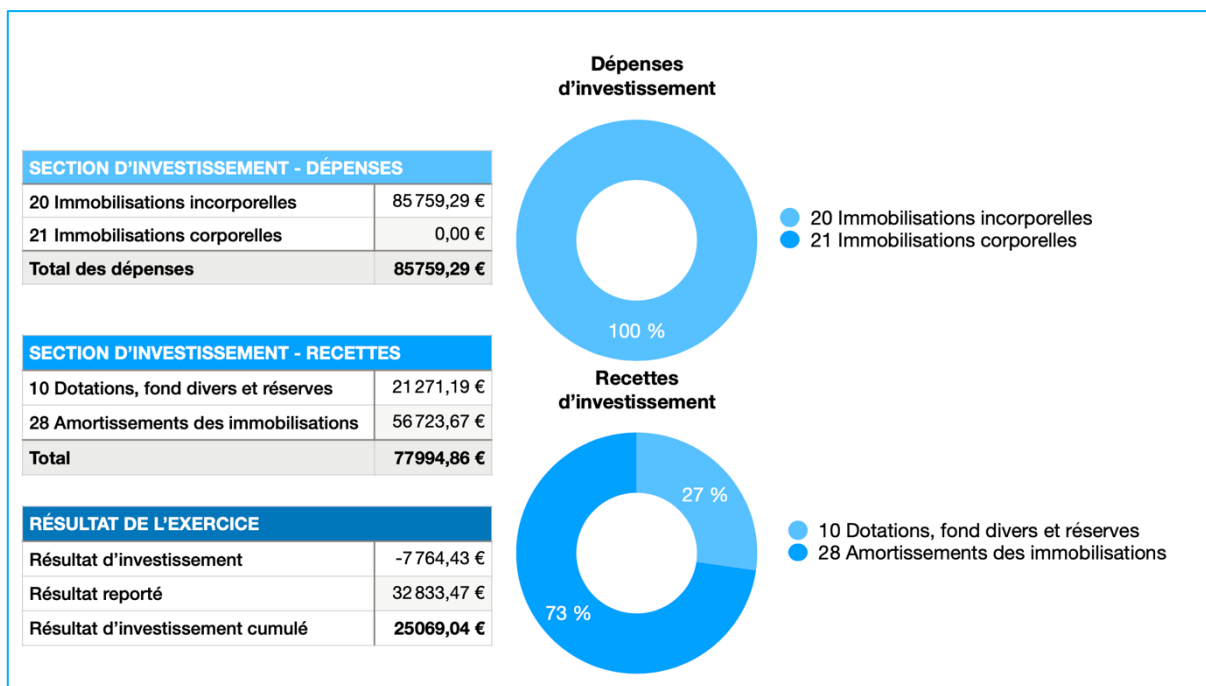 Dépenses
d’investissement
SECTION D’INVESTISSEMENT - DÉPENSES
20 Immobilisations incorporelles 85 759,29 €
21 Immobilisations corporelles 0,00 €
Total des dépenses 85759,29 €
100 %
20 Immobilisations incorporelles
21 Immobilisations corporelles
SECTION D’INVESTISSEMENT - RECETTES
10 Dotations, fond divers et réserves 21 271,19 €
28 Amortissements des immobilisations 56 723,67 €
Total 77994,86 €
Recettes
d’investissement
27 %
73 %
10 Dotations, fond divers et réserves
28 Amortissements des immobilisations
RÉSULTAT DE L’EXERCICE
Résultat d’investissement -7 764,43 €
Résultat reporté 32 833,47 €
Résultat d’investissement cumulé 25069,04 €